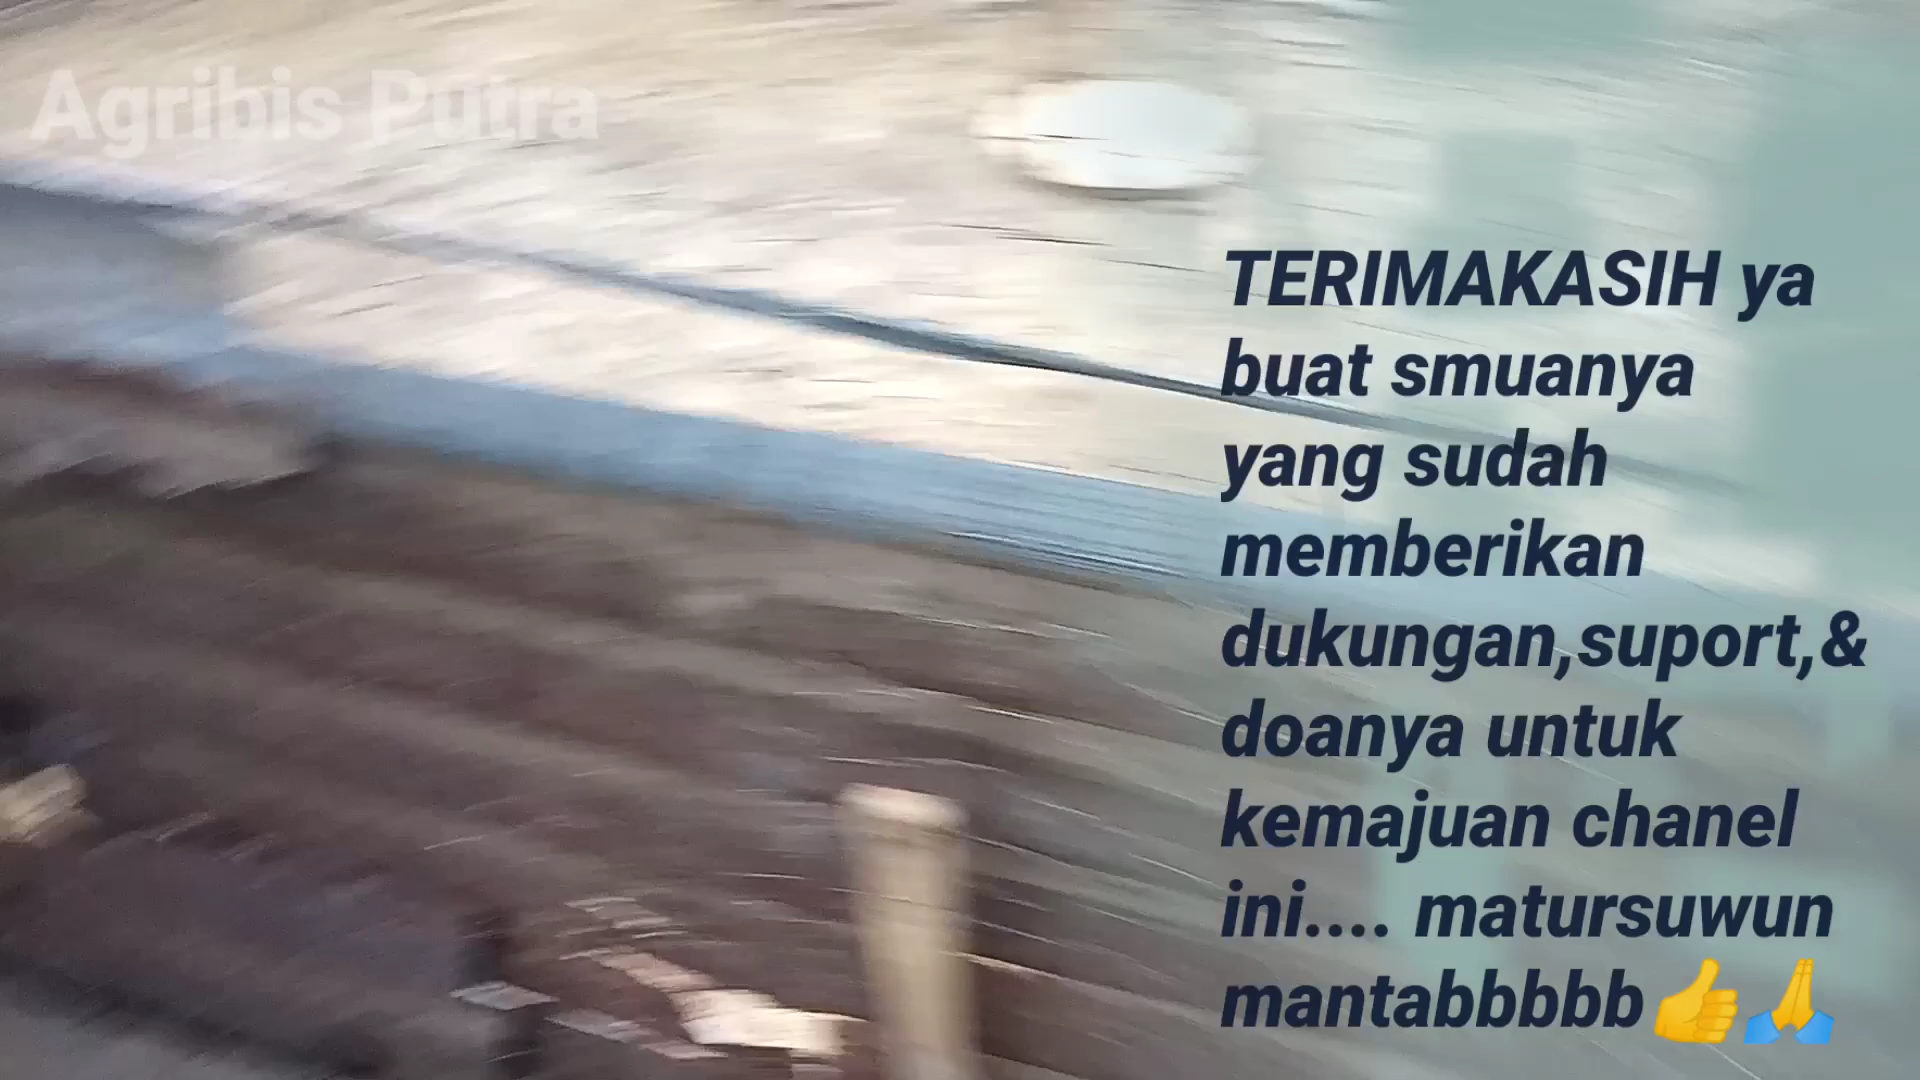 Agribis Putra
TERIMAKASIH ya
buat smuanya
yang sudah
memberikan
dukungan,suport,&
doanya untuk
kemajuan chanel
ini.... matursuwun
mantabbbbb👍🙏